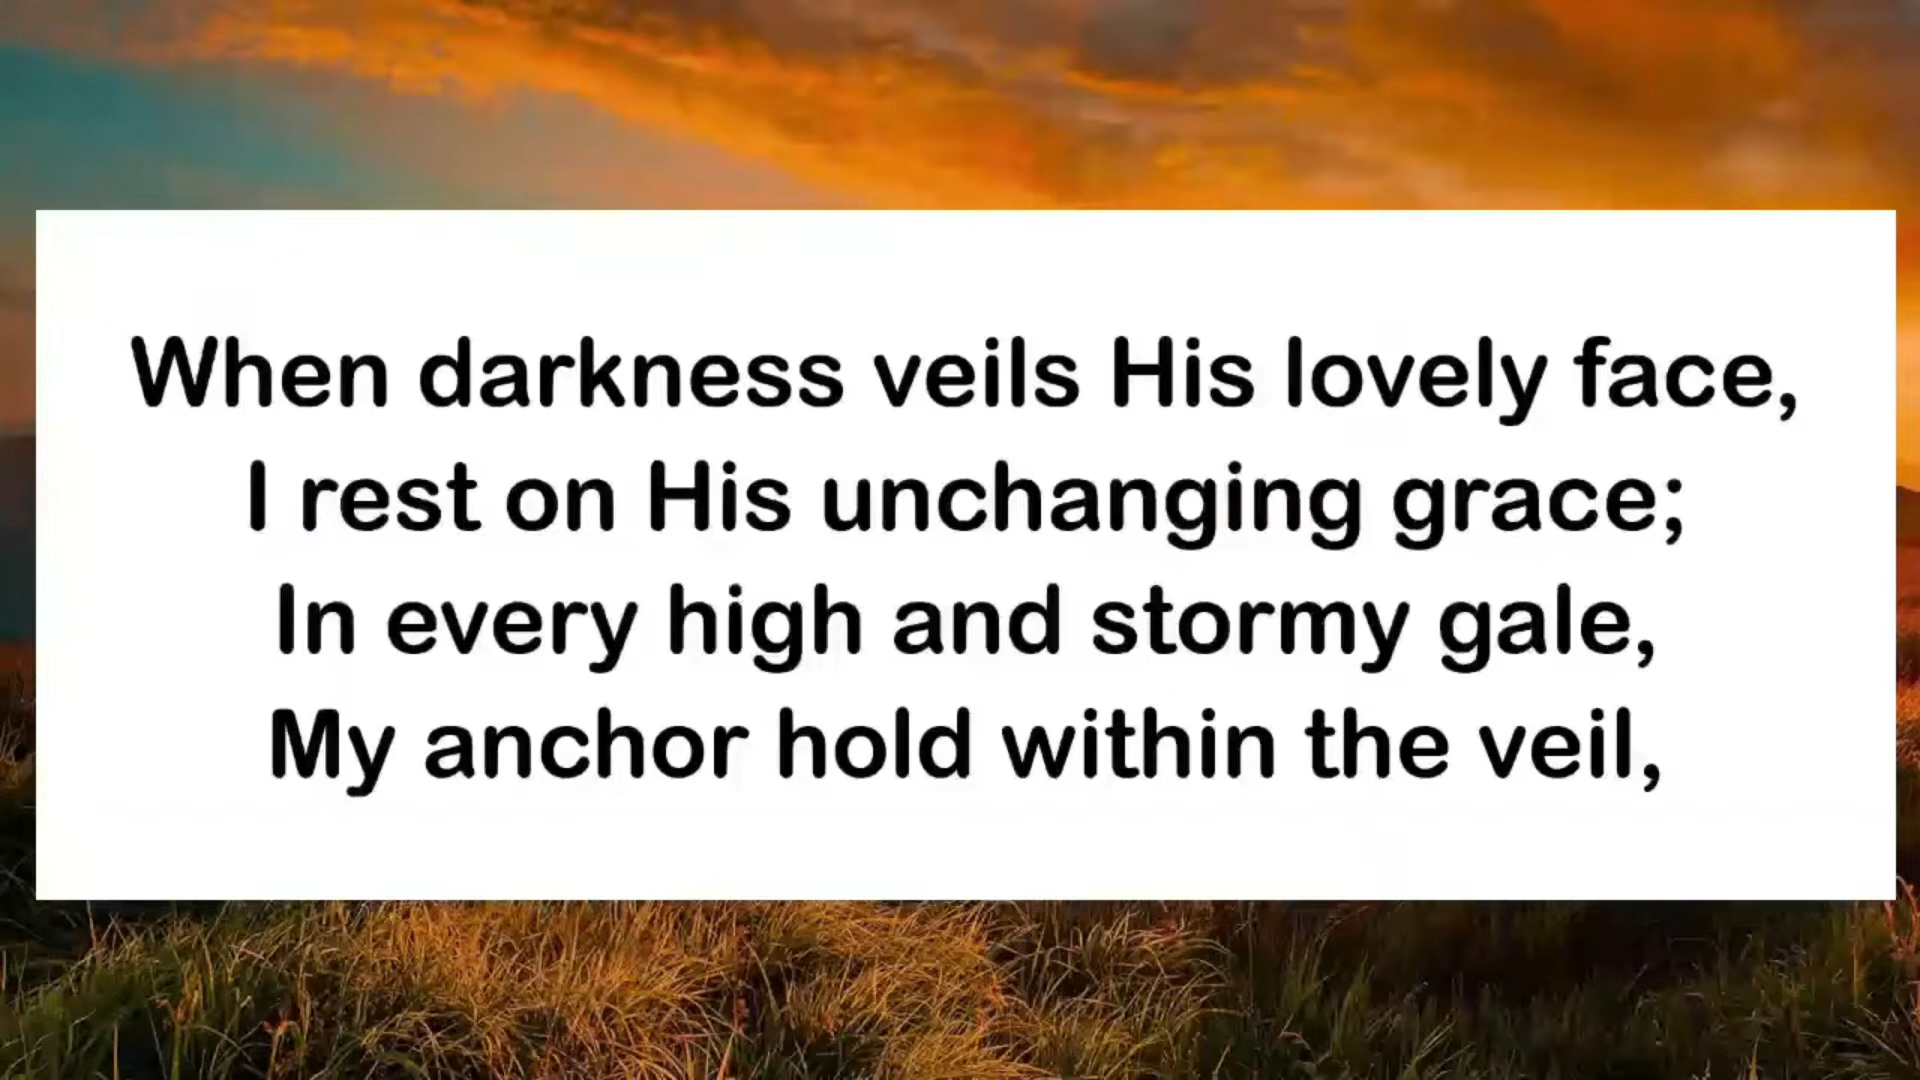 When darkness veils His lovely face,
I rest on His unchanging grace;
In every high and stormy gale,
My anchor hold within the veil,